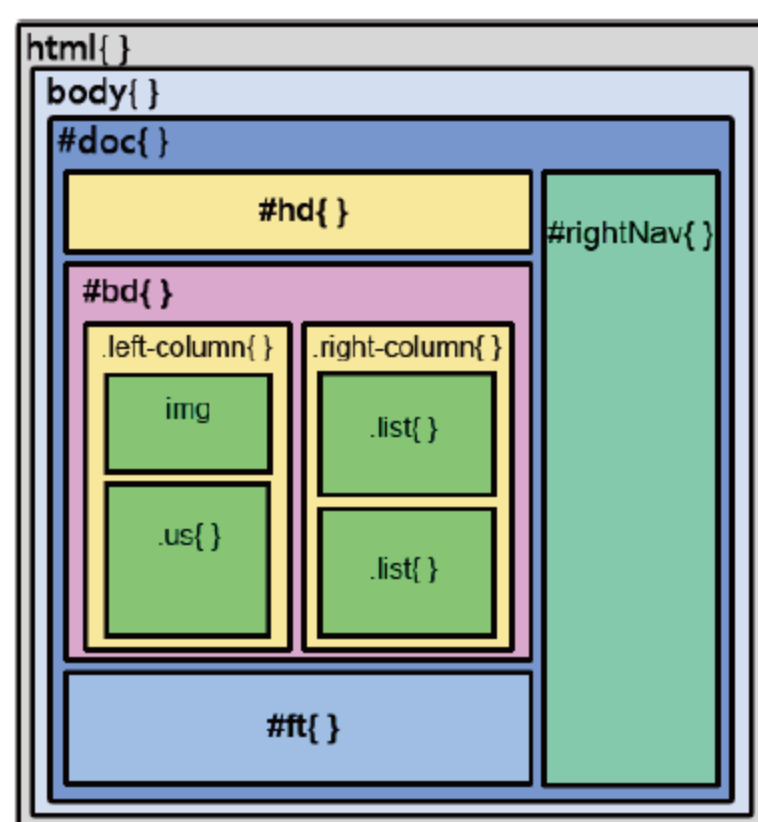 html{ }
body{ }
#doc{ }
#hd{ }
#rightNav{ }
#bd{ }
.left-column{ }
.right-column{ }
img
.list{ }
.us{ }
.list{ }
#ft{ }